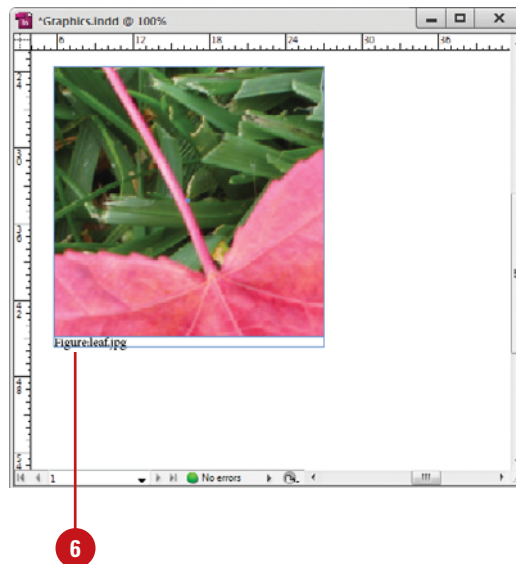 *Graphics.indd @ 100%
6 12 18 24 30 36
Figure:leaf.jpg
1 No errors
6